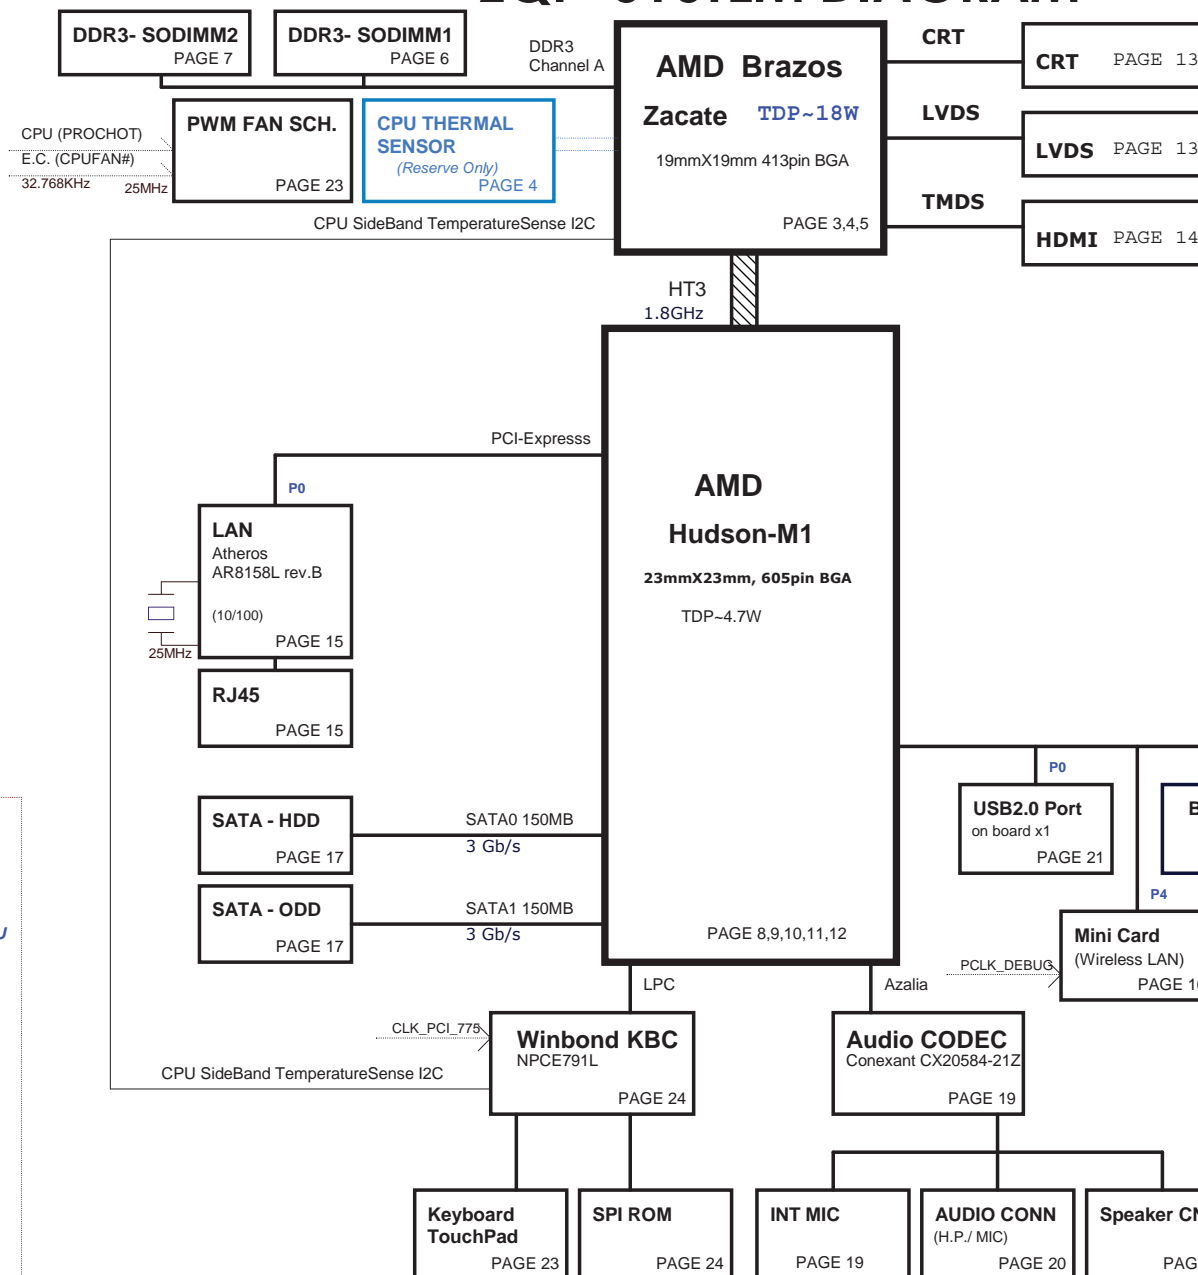 SYSTEM DIAGRAM
DDR3- SODIMM2
PAGE 7
DDR3- SODIMM1
PAGE 6
DDR3
Channel A
AMD Brazos
Zacate TDP~18W
19mmX19mm 413pin BGA
PAGE 3,4,5
CRT
CRT PAGE 13
LVDS
LVDS PAGE 13
TMDS
HDMI PAGE 14
CPU (PROCHOT)
E.C. (CPUFAN#)
32.768KHz
25MHz
PWM FAN SCH.
PAGE 23
CPU THERMAL
SENSOR
(Reserve Only)
PAGE 4
CPU SideBand TemperatureSense I2C
HT3
1.8GHz
PCI-Expresss
P0
LAN
Atheros
AR8158L rev.B
(10/100)
PAGE 15
25MHz
RJ45
PAGE 15
AMD
Hudson-M1
23mmX23mm, 605pin BGA
TDP~4.7W
PAGE 8,9,10,11,12
SATA - HDD
PAGE 17
SATA0 150MB
3 Gb/s
SATA - ODD
PAGE 17
SATA1 150MB
3 Gb/s
P0
USB2.0 Port
on board x1
PAGE 21
P4
Mini Card
(Wireless LAN)
PAGE
PCLK_DEBUG
LPC
Azalia
CLK_PCI_775
Winbond KBC
NPCE791L
PAGE 24
CPU SideBand TemperatureSense I2C
Audio CODEC
Conexant CX20584-21Z
PAGE 19
Keyboard
TouchPad
PAGE 23
SPI ROM
PAGE 24
INT MIC
PAGE 19
AUDIO CONN
(H.P./ MIC)
PAGE 20
Speaker